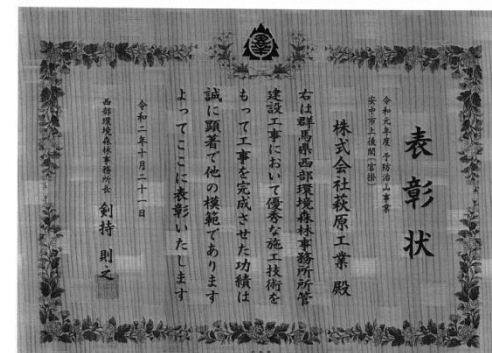 表彰状
令和元年度 予防治山事業
安中市上後閑(宮掛)
株式会社萩原工業 殿
右は群馬県西部環境森林事務所所管
建設工事において優秀な施工技術を
もって工事を完成させた功績は
誠に顕著で他の模範であります
よってここに表彰いたします
令和二年十月二十一日
西部環境森林事務所長 剣持 則之